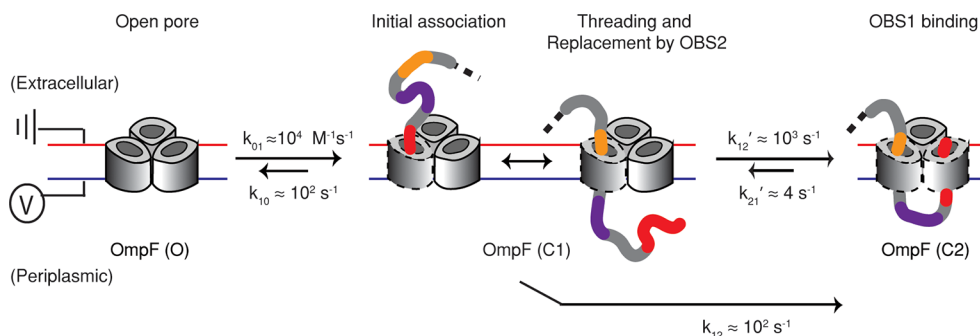 Open pore
Initial association
Threading and
Replacement by OBS2
OBS1 binding
(Extracellular)
k01 ≈10⁴ M⁻¹s⁻¹
k10 ≈ 10² s⁻¹
k12′ ≈ 10³ s⁻¹
k21′ ≈ 4 s⁻¹
V
OmpF (O)
OmpF (C1)
OmpF (C2)
(Periplasmic)
k12 ≈ 10² s⁻¹